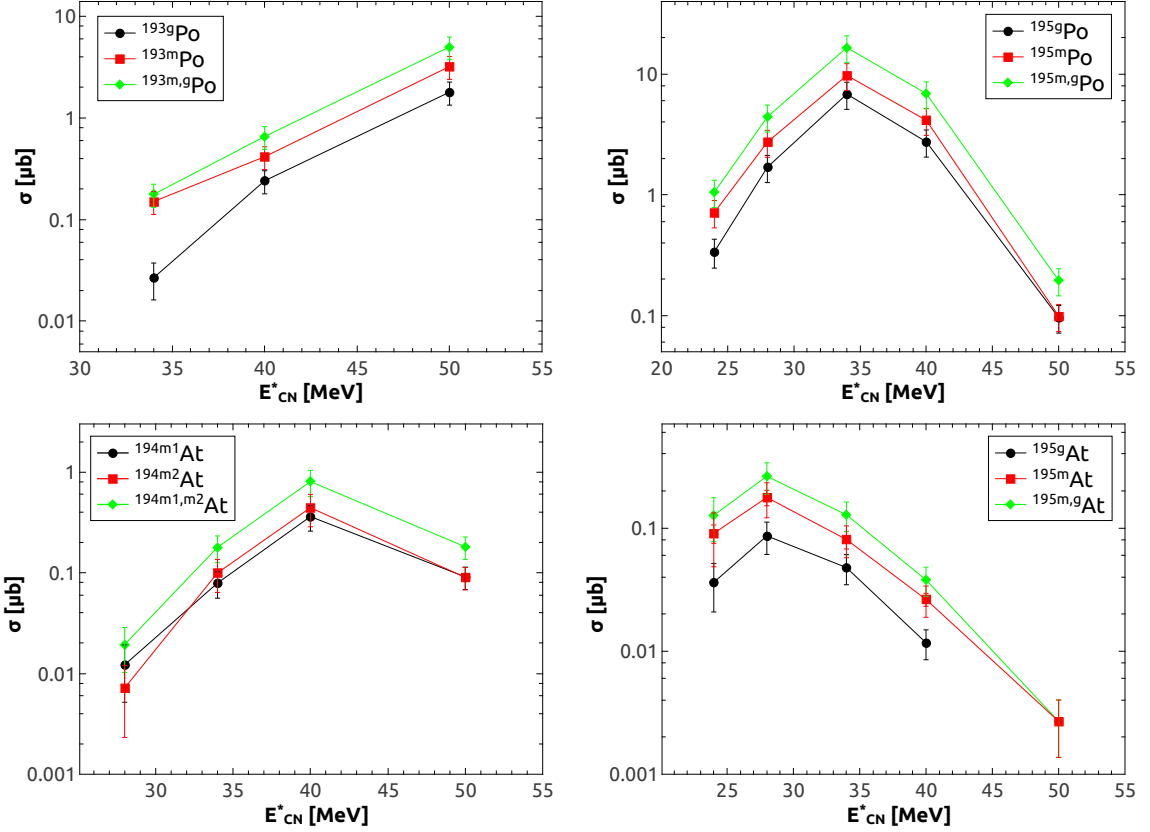 10
1
0.1
0.01
σ [μb]
193gPo
193mPo
193m,gPo
30 35 40 45 50 55
E*CN [MeV]
10
1
0.1
σ [μb]
195gPo
195mPo
195m,gPo
20 25 30 35 40 45 50 55
E*CN [MeV]
1
0.1
0.01
0.001
σ [μb]
194m1At
194m2At
194m1,m2At
30 35 40 45 50 55
E*CN [MeV]
0.1
0.01
0.001
σ [μb]
195gAt
195mAt
195m,gAt
25 30 35 40 45 50 55
E*CN [MeV]